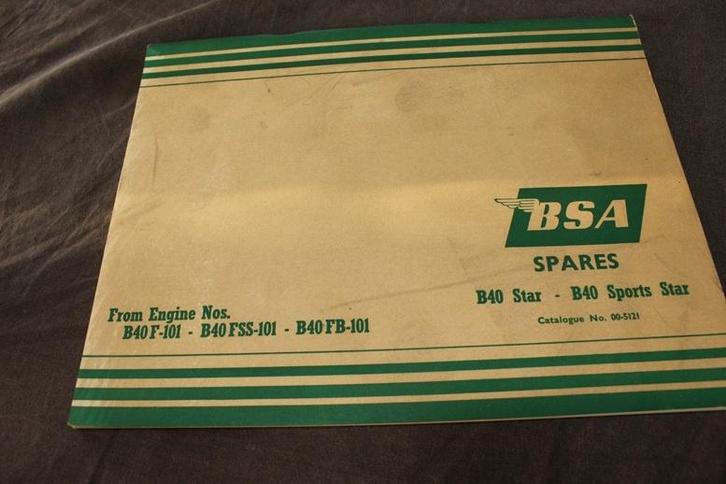 BSA
SPARES
B40 Star - B40 Sports Star
Catalogue No. 00-5121
From Engine Nos.
B40 F-101 - B40 FSS-101 - B40 FB-101